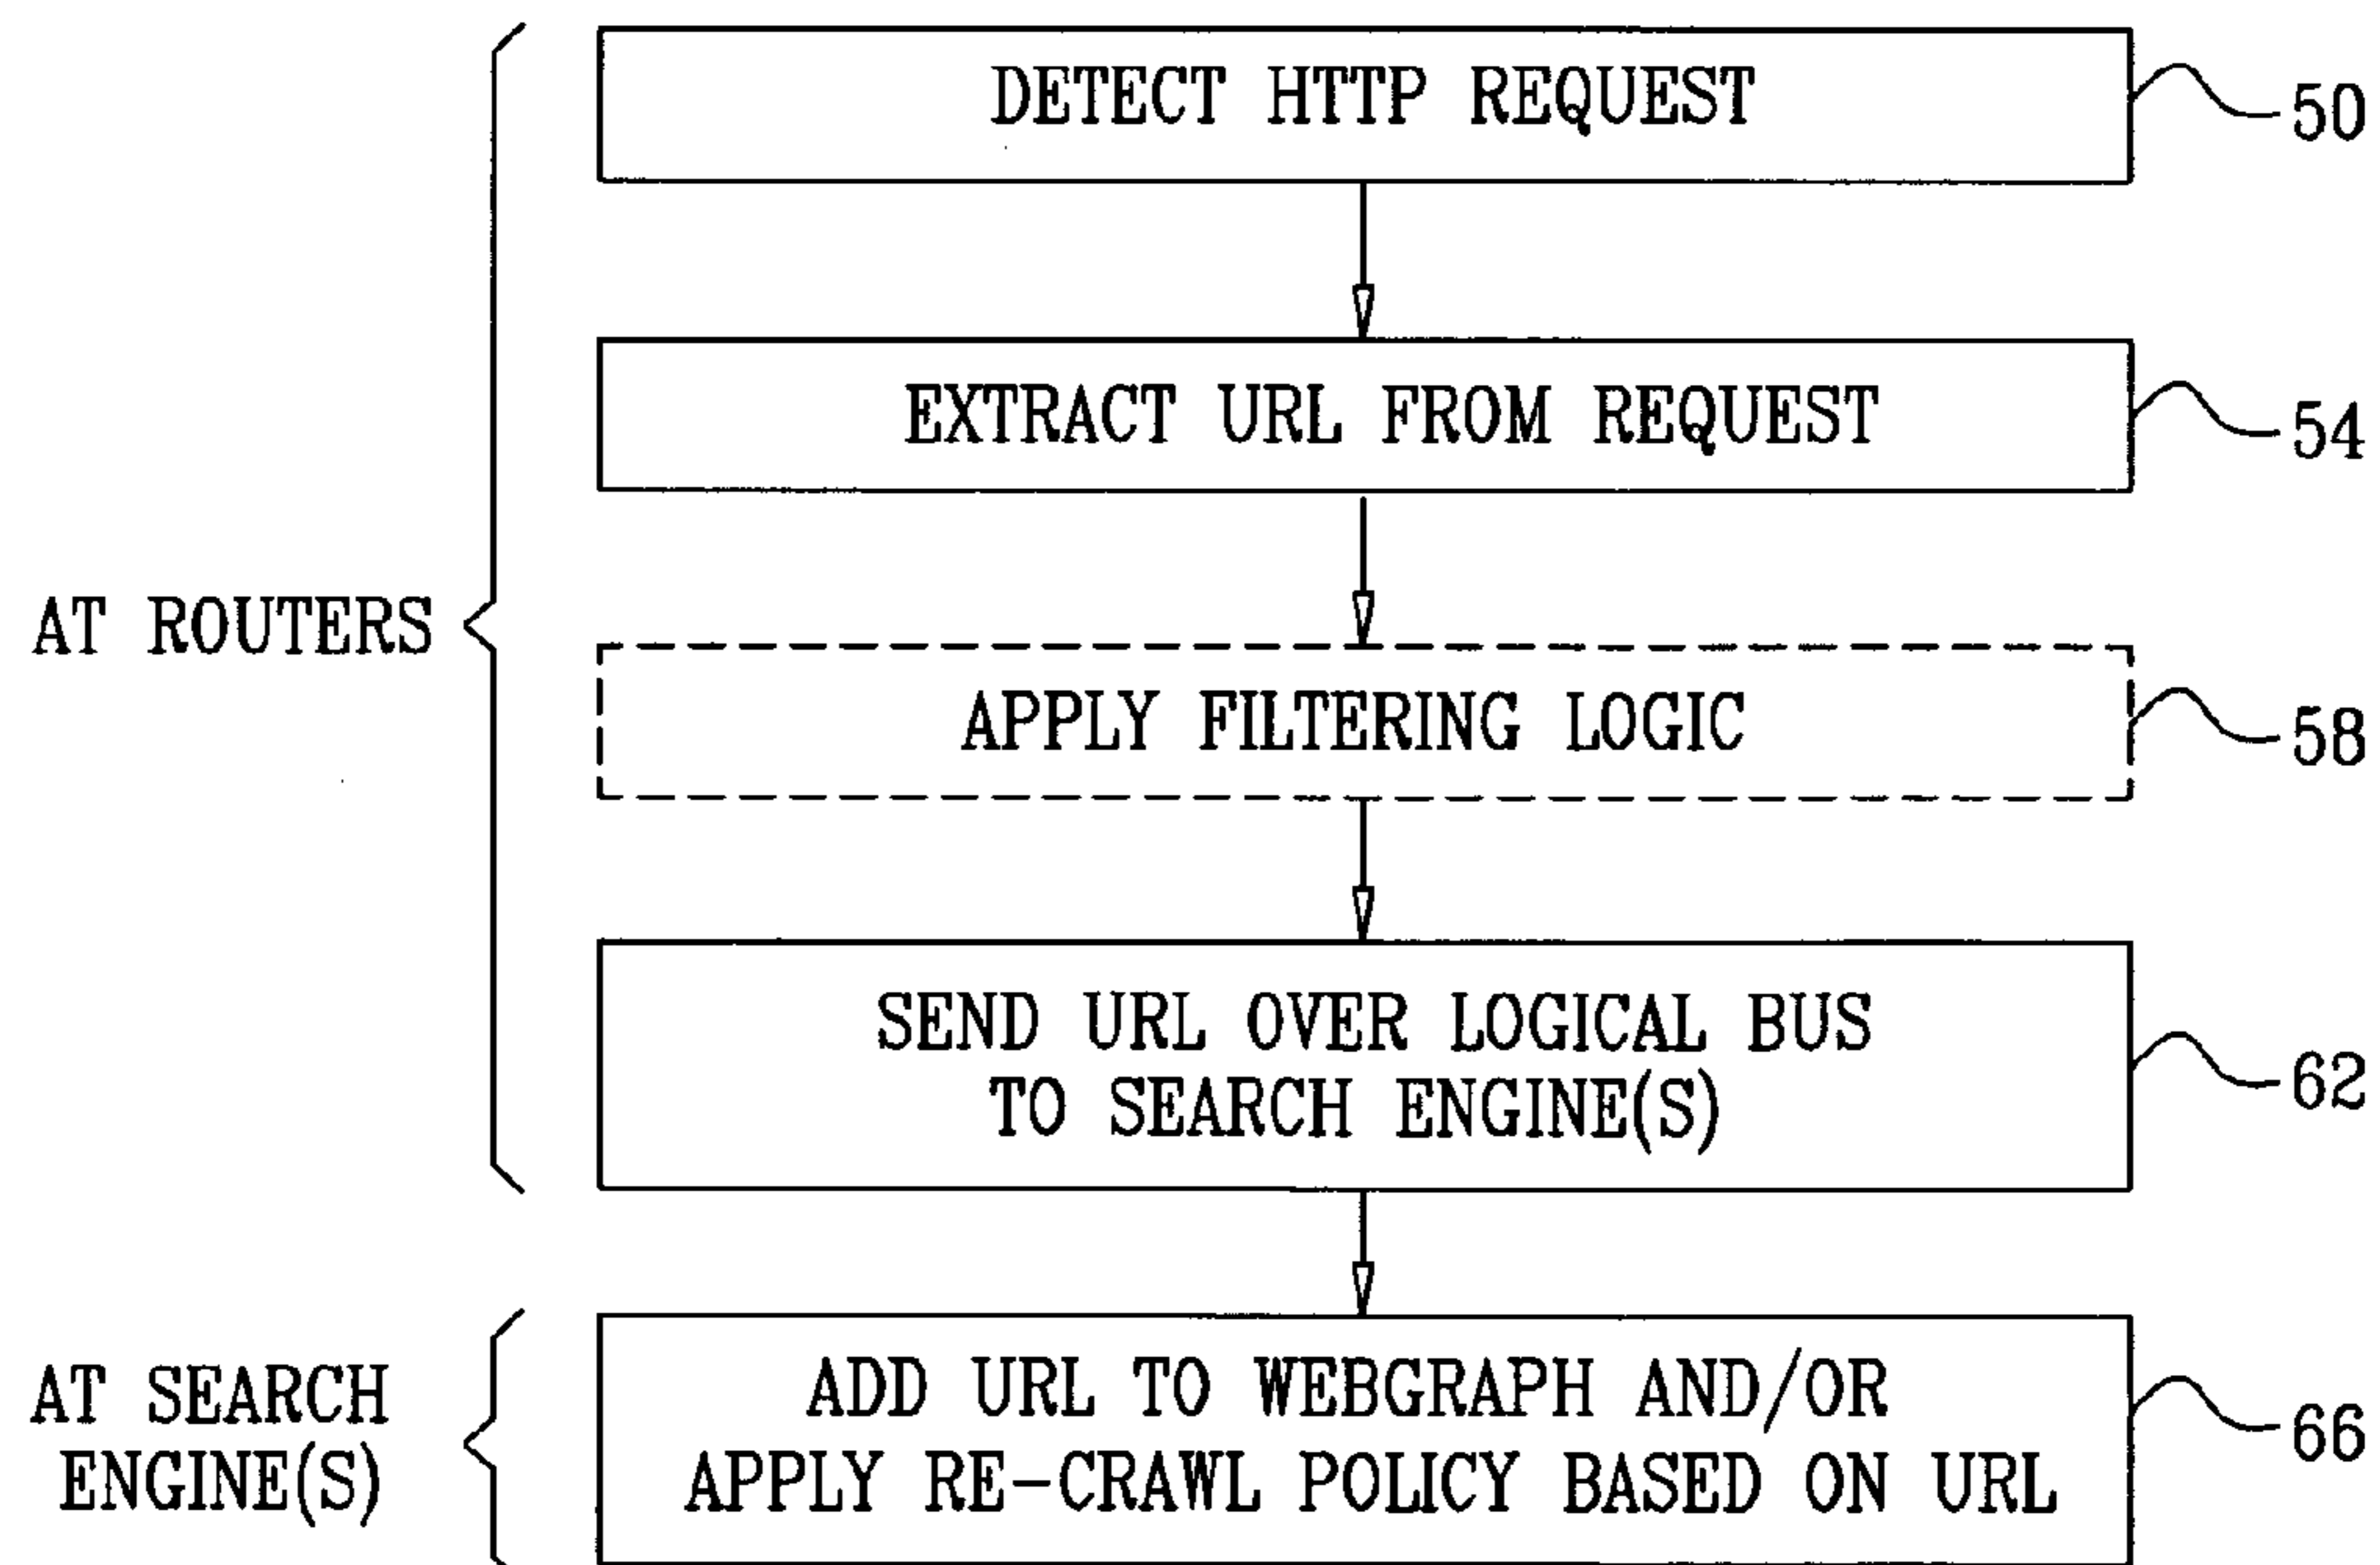 DETECT HTTP REQUEST
50
EXTRACT URL FROM REQUEST
54
AT ROUTERS
APPLY FILTERING LOGIC
58
SEND URL OVER LOGICAL BUS
TO SEARCH ENGINE(S)
62
AT SEARCH
ENGINE(S)
ADD URL TO WEBGRAPH AND/OR
APPLY RE-CRAWL POLICY BASED ON URL
66